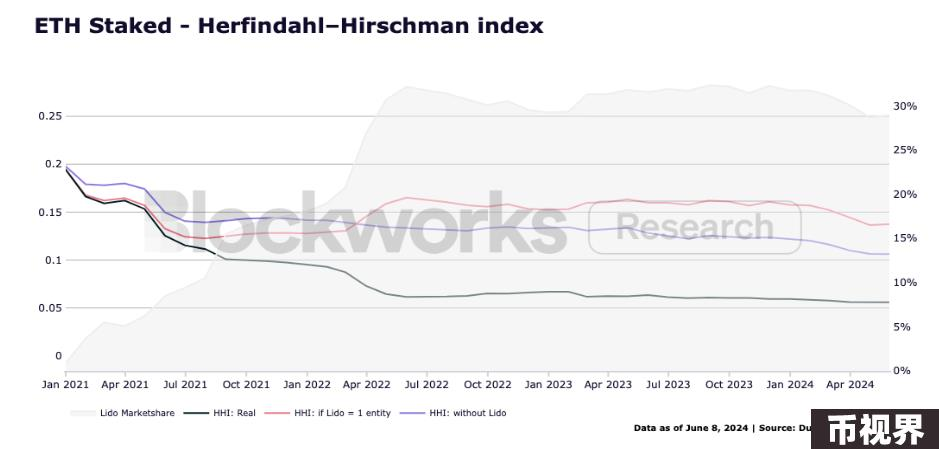 ETH Staked - Herfindahl–Hirschman index
0.25
0.2
0.15
0.1
0.05
0
30%
25%
20%
15%
10%
5%
0%
Blockworks
Research
Jan 2021 Apr 2021 Jul 2021 Oct 2021 Jan 2022 Apr 2022 Jul 2022 Oct 2022 Jan 2023 Apr 2023 Jul 2023 Oct 2023 Jan 2024 Apr 2024
Lido Marketshare HHI: Real HHI: if Lido = 1 entity HHI: without Lido
Data as of June 8, 2024 | Source:
币视界